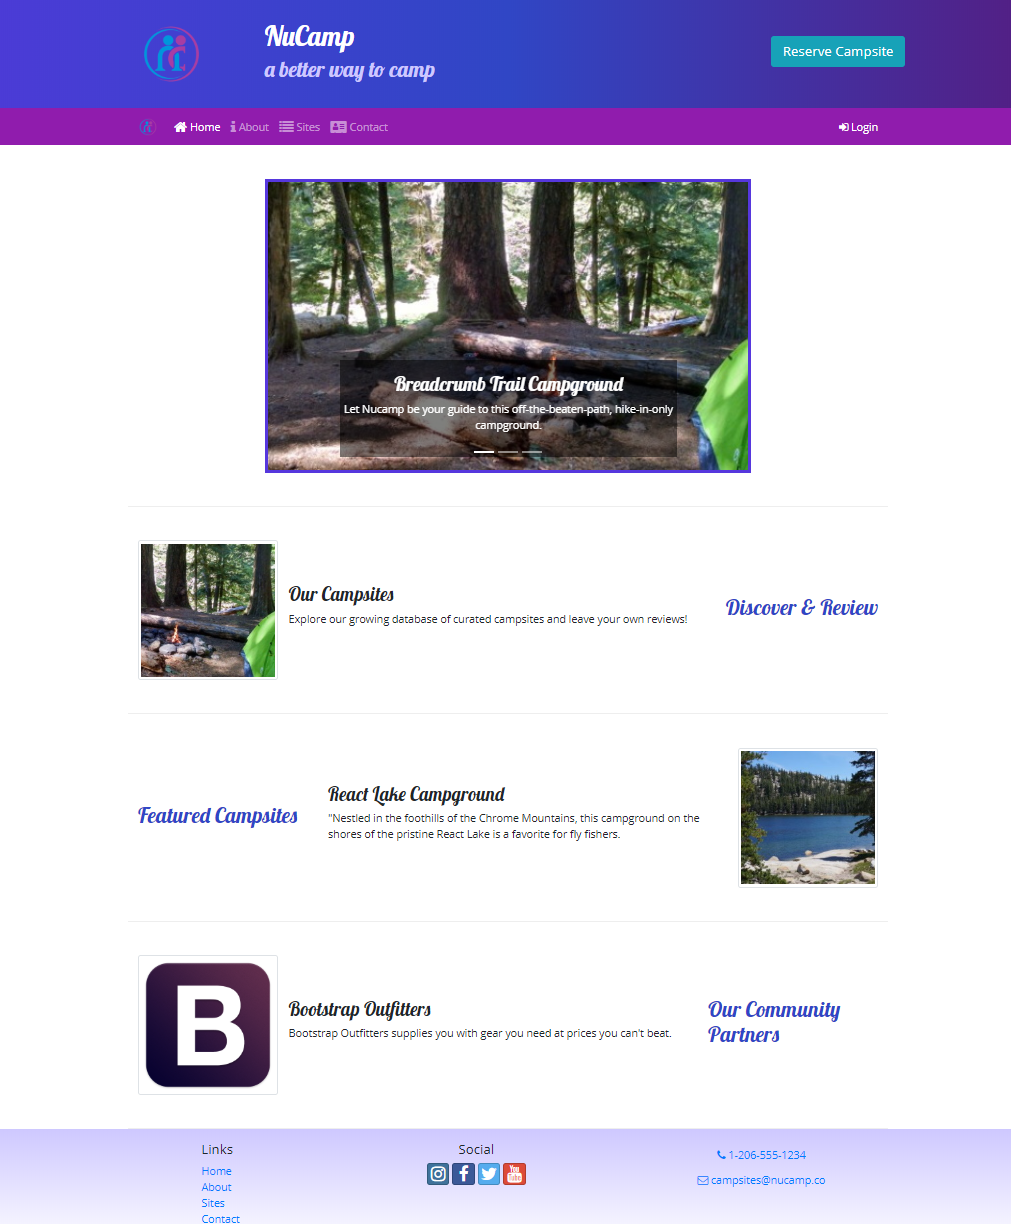 NuCamp
a better way to camp
Reserve Campsite
Home About Sites Contact Login
Breadcrumb Trail Campground
Let Nucamp be your guide to this off-the-beaten-path, hike-in-only
campground.
Our Campsites
Explore our growing database of curated campsites and leave your own reviews!
Discover & Review
Featured Campsites
React Lake Campground
"Nestled in the foothills of the Chrome Mountains, this campground on the
shores of the pristine React Lake is a favorite for fly fishers.
B
Bootstrap Outfitters
Bootstrap Outfitters supplies you with gear you need at prices you can't beat.
Our Community
Partners
Links
Home
About
Sites
Contact
Social
You
Tube
1-206-555-1234
campsites@nucamp.co